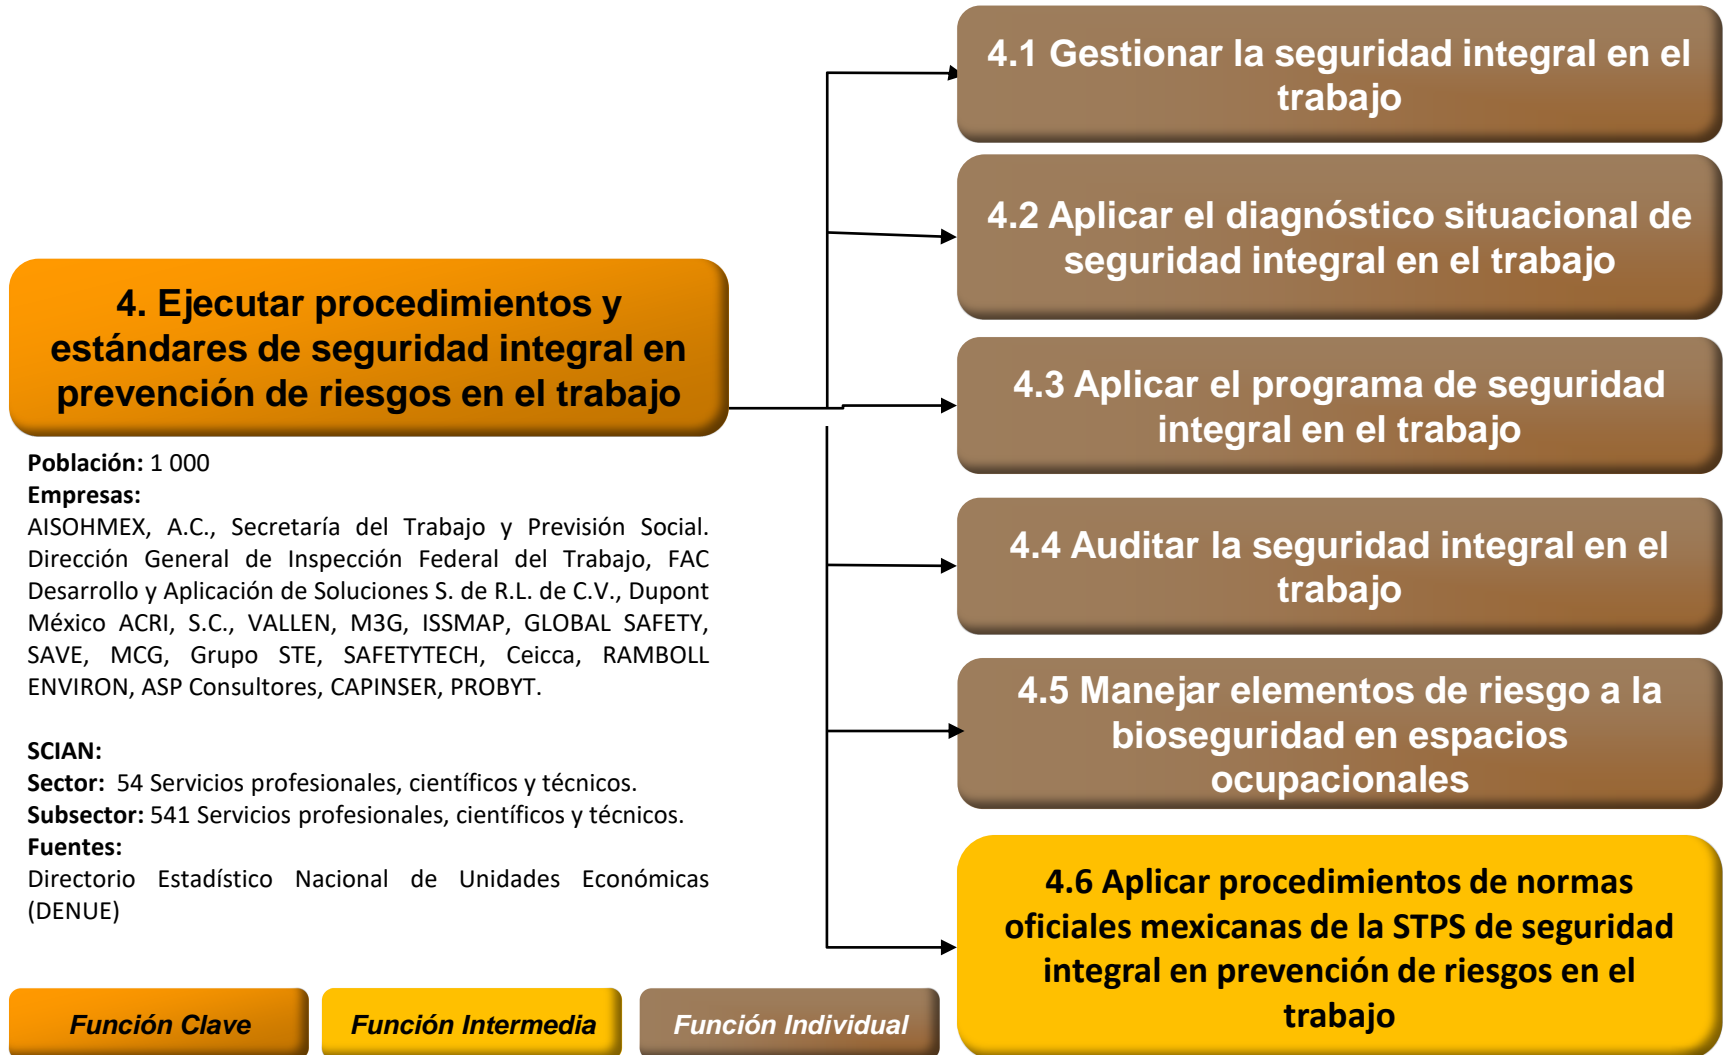 4. Ejecutar procedimientos y
estándares de seguridad integral en
prevención de riesgos en el trabajo
Población: 1 000
Empresas:
AISOHMEX, A.C., Secretaría del Trabajo y Previsión Social.
Dirección General de Inspección Federal del Trabajo, FAC
Desarrollo y Aplicación de Soluciones S. de R.L. de C.V., Dupont
México ACRI, S.C., VALLEN, M3G, ISSMAP, GLOBAL SAFETY,
SAVE, MCG, Grupo STE, SAFETYTECH, Ceicca, RAMBOLL
ENVIRON, ASP Consultores, CAPINSER, PROBYT.
SCIAN:
Sector: 54 Servicios profesionales, científicos y técnicos.
Subsector: 541 Servicios profesionales, científicos y técnicos.
Fuentes:
Directorio Estadístico Nacional de Unidades Económicas
(DENUE)
4.1 Gestionar la seguridad integral en el
trabajo
4.2 Aplicar el diagnóstico situacional de
seguridad integral en el trabajo
4.3 Aplicar el programa de seguridad
integral en el trabajo
4.4 Auditar la seguridad integral en el
trabajo
4.5 Manejar elementos de riesgo a la
bioseguridad en espacios
ocupacionales
4.6 Aplicar procedimientos de normas
oficiales mexicanas de la STPS de seguridad
integral en prevención de riesgos en el
trabajo
Función Clave
Función Intermedia
Función Individual